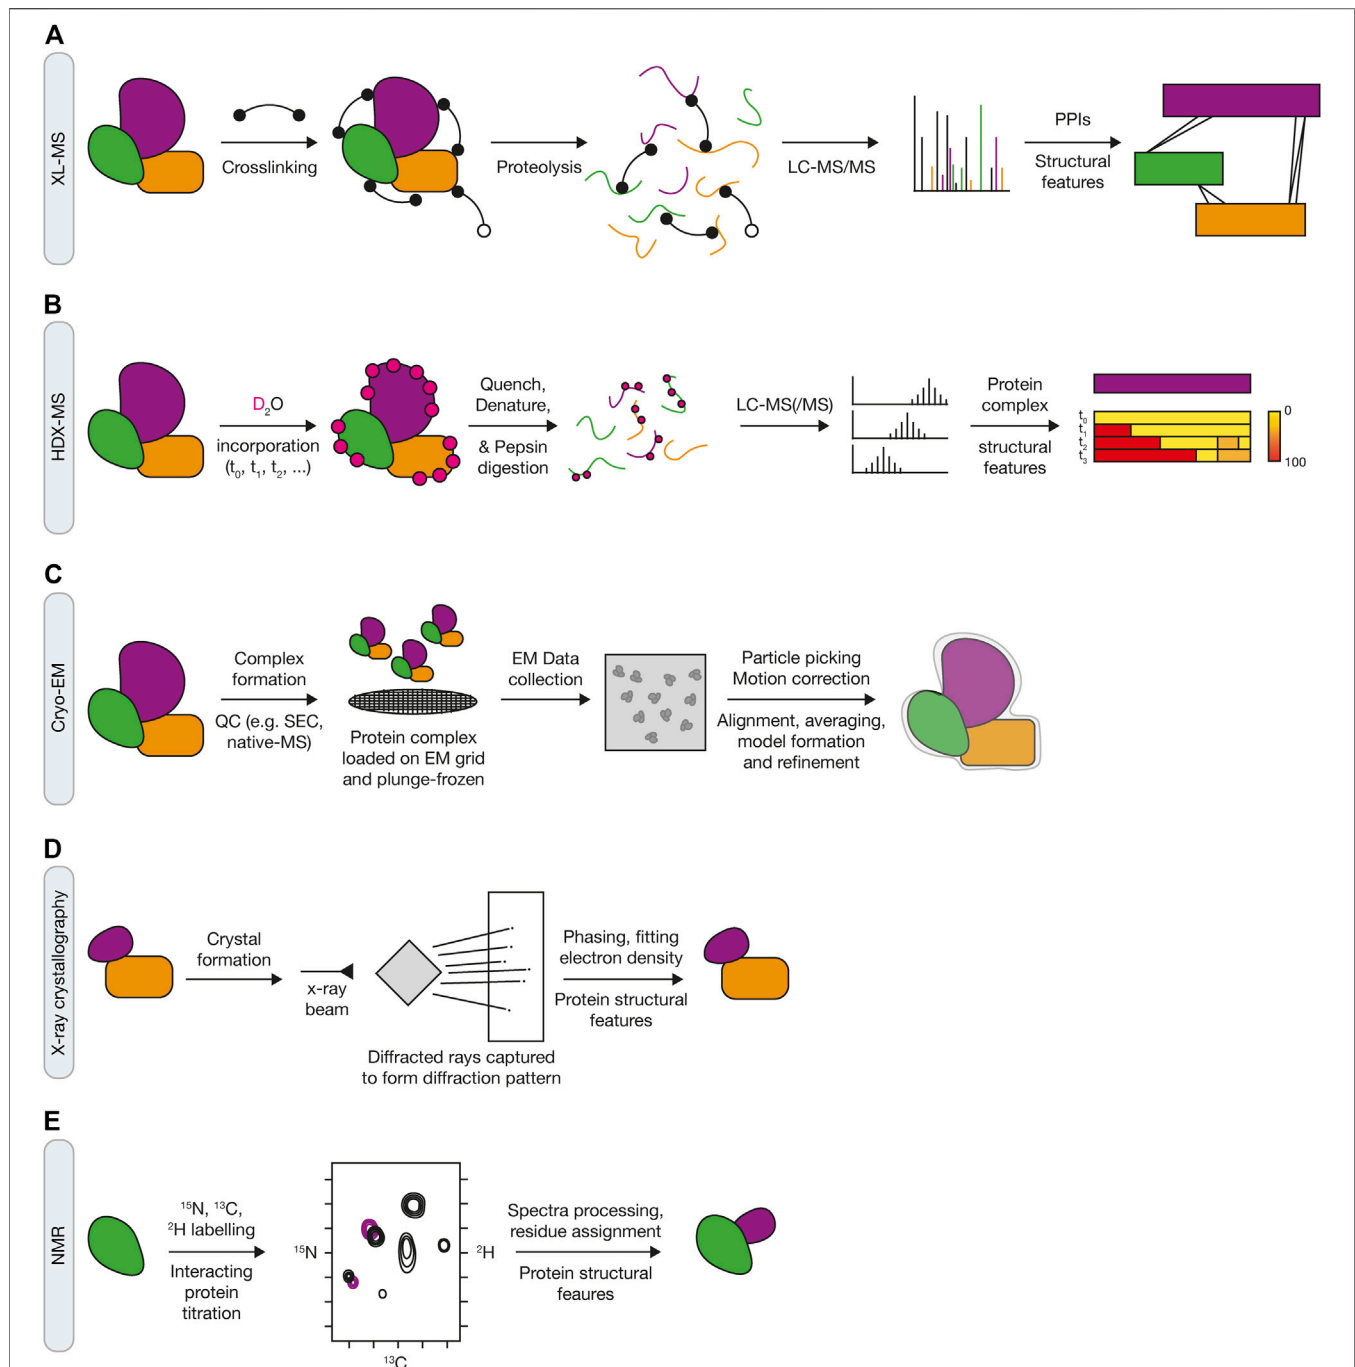 A
XL-MS
Crosslinking
Proteolysis
LC-MS/MS
PPIs
Structural
features
B
HDX-MS
D₂O
incorporation
(t₀, t₁, t₂, ...)
Quench,
Denature,
& Pepsin
digestion
LC-MS(/MS)
Protein
complex
structural
features
t₀
t₁
t₂
t₃
0
100
C
Cryo-EM
Complex
formation
QC (e.g. SEC,
native-MS)
Protein complex
loaded on EM grid
and plunge-frozen
EM Data
collection
Particle picking
Motion correction
Alignment, averaging,
model formation
and refinement
D
X-ray crystallography
Crystal
formation
x-ray
beam
Diffracted rays captured
to form diffraction pattern
Phasing, fitting
electron density
Protein structural
features
E
NMR
¹⁵N, ¹³C,
²H labelling
Interacting
protein
titration
¹⁵N
²H
¹³C
Spectra processing,
residue assignment
Protein structural
feaures